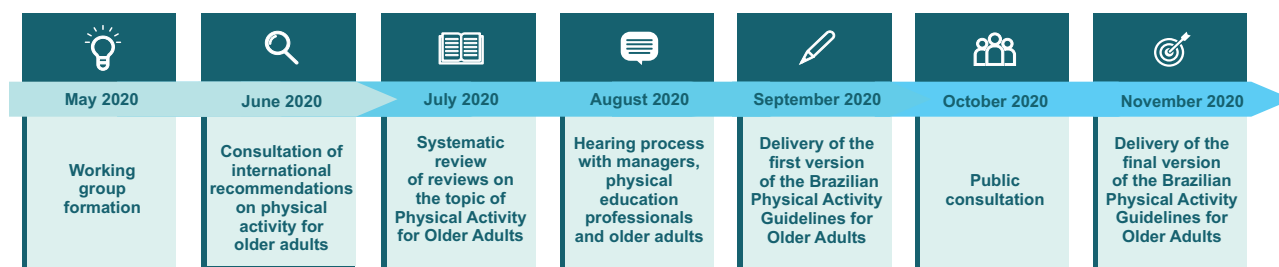 May 2020
Working
group
formation
June 2020
Consultation of
international
recommendations
on physical
activity for
older adults
July 2020
Systematic
review
of reviews on
the topic of
Physical Activity
for Older Adults
August 2020
Hearing process
with managers,
physical
education
professionals
and older adults
September 2020
Delivery of the
first version
of the Brazilian
Physical Activity
Guidelines for
Older Adults
October 2020
Public
consultation
November 2020
Delivery of the
final version
of the Brazilian
Physical Activity
Guidelines for
Older Adults